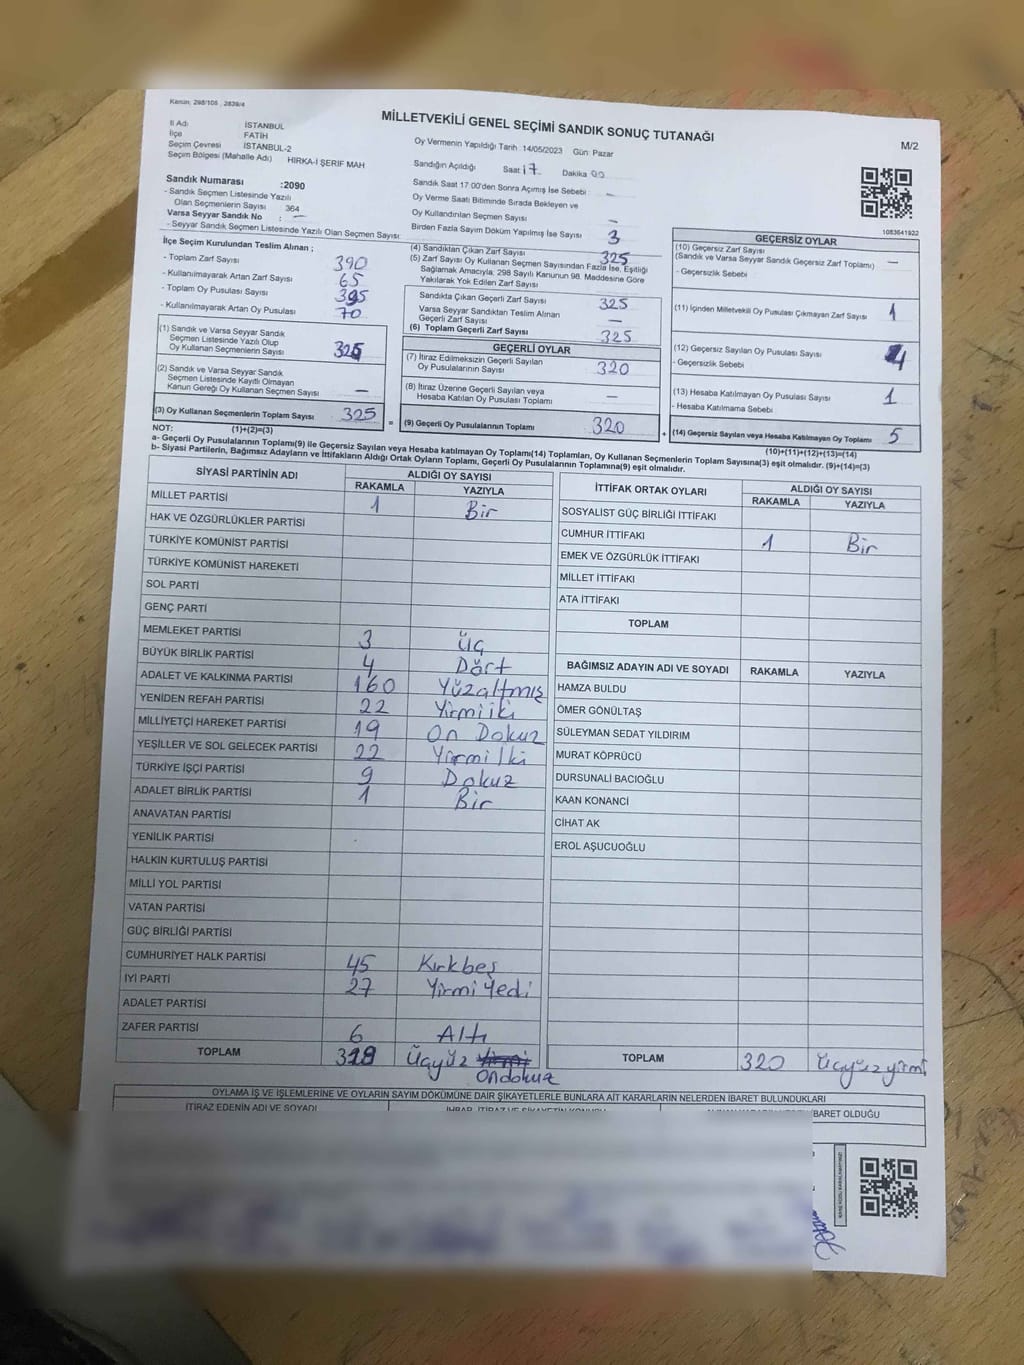 Kanun, 298/105 , 2839/4
MİLLETVEKİLİ GENEL SEÇİMİ SANDIK SONUÇ TUTANAĞI
M/2
İl Adı İSTANBUL
İlçe FATİH
Seçim Çevresi İSTANBUL-2
Seçim Bölgesi (Mahalle Adı) HIRKA-İ ŞERİF MAH
Sandık Numarası :2090
- Sandık Seçmen Listesinde Yazılı
Olan Seçmenlerin Sayısı 364
Varsa Seyyar Sandık No : —
- Seyyar Sandık Seçmen Listesinde Yazılı Olan Seçmen Sayısı:
Oy Vermenin Yapıldığı Tarih 14/05/2023 Gün: Pazar
Sandığın Açıldığı Saat 17 Dakika 00
Sandık Saat 17:00'den Sonra Açımış İse Sebebi : —
Oy Verme Saati Bitiminde Sırada Bekleyen ve
Oy Kullandırılan Seçmen Sayısı —
Birden Fazla Sayım Döküm Yapılmış İse Sayısı 3
1083641922
İlçe Seçim Kurulundan Teslim Alınan ;
- Toplam Zarf Sayısı 390
- Kullanılmayarak Artan Zarf Sayısı 65
- Toplam Oy Pusulası Sayısı 395
- Kullanılmayarak Artan Oy Pusulası 70
(1) Sandık ve Varsa Seyyar Sandık
Seçmen Listesinde Yazılı Olup
Oy Kullanan Seçmenlerin Sayısı 325
(2) Sandık ve Varsa Seyyar Sandık
Seçmen Listesinde Kayıtlı Olmayan
Kanun Gereği Oy Kullanan Seçmen Sayısı —
(3) Oy Kullanan Seçmenlerin Toplam Sayısı 325
(4) Sandıktan Çıkan Zarf Sayısı 325
(5) Zarf Sayısı Oy Kullanan Seçmen Sayısından Fazla İse, Eşitliği
Sağlamak Amacıyla, 298 Sayılı Kanunun 98. Maddesine Göre
Yakılarak Yok Edilen Zarf Sayısı
Sandıkta Çıkan Geçerli Zarf Sayısı 325
Varsa Seyyar Sandıktan Teslim Alınan
Geçerli Zarf Sayısı —
(6) Toplam Geçerli Zarf Sayısı 325
GEÇERLİ OYLAR
(7) İtiraz Edilmeksizin Geçerli Sayılan
Oy Pusulalarının Sayısı 320
(8) İtiraz Üzerine Geçerli Sayılan veya
Hesaba Katılan Oy Pusulası Toplamı —
= (9) Geçerli Oy Pusulalarının Toplamı 320
GEÇERSİZ OYLAR
(10) Geçersiz Zarf Sayısı
(Sandık ve Varsa Seyyar Sandık Geçersiz Zarf Toplamı) —
- Geçersizlik Sebebi
(11) İçinden Milletvekili Oy Pusulası Çıkmayan Zarf Sayısı 1
(12) Geçersiz Sayılan Oy Pusulası Sayısı
- Geçersizlik Sebebi
(13) Hesaba Katılmayan Oy Pusulası Sayısı 1
- Hesaba Katılmama Sebebi
+ (14) Geçersiz Sayılan veya Hesaba Katılmayan Oy Toplamı 5
NOT: (1)+(2)=(3)
(10)+(11)+(12)+(13)=(14)
a- Geçerli Oy Pusulalarının Toplamı(9) ile Geçersiz Sayılan veya Hesaba katılmayan Oy Toplamı(14) Toplamları, Oy Kullanan Seçmenlerin Toplam Sayısına(3) eşit olmalıdır. (9)+(14)=(3)
b- Siyasi Partilerin, Bağımsız Adayların ve İttifakların Aldığı Ortak Oyların Toplamı, Geçerli Oy Pusulalarının Toplamına(9) eşit olmalıdır.
SİYASİ PARTİNİN ADI ALDIĞI OY SAYISI
RAKAMLA YAZIYLA
MİLLET PARTİSİ 1 Bir
HAK VE ÖZGÜRLÜKLER PARTİSİ
TÜRKİYE KOMÜNİST PARTİSİ
TÜRKİYE KOMÜNİST HAREKETİ
SOL PARTİ
GENÇ PARTİ
MEMLEKET PARTİSİ 3 Üç
BÜYÜK BİRLİK PARTİSİ 4 Dört
ADALET VE KALKINMA PARTİSİ 160 Yüzaltmış
YENİDEN REFAH PARTİSİ 22 Yirmi iki
MİLLİYETÇİ HAREKET PARTİSİ 19 On Dokuz
YEŞİLLER VE SOL GELECEK PARTİSİ 22 Yirmi İki
TÜRKİYE İŞÇİ PARTİSİ 9 Dokuz
ADALET BİRLİK PARTİSİ 1 Bir
ANAVATAN PARTİSİ
YENİLİK PARTİSİ
HALKIN KURTULUŞ PARTİSİ
MİLLİ YOL PARTİSİ
VATAN PARTİSİ
GÜÇ BİRLİĞİ PARTİSİ
CUMHURİYET HALK PARTİSİ 45 Kırkbeş
İYİ PARTİ 27 Yirmi Yedi
ADALET PARTİSİ
ZAFER PARTİSİ 6 Altı
TOPLAM Üçyüz Ondokuz
İTTİFAK ORTAK OYLARI ALDIĞI OY SAYISI
RAKAMLA YAZIYLA
SOSYALİST GÜÇ BİRLİĞİ İTTİFAKI
CUMHUR İTTİFAKI 1 Bir
EMEK VE ÖZGÜRLÜK İTTİFAKI
MİLLET İTTİFAKI
ATA İTTİFAKI
TOPLAM
BAĞIMSIZ ADAYIN ADI VE SOYADI RAKAMLA YAZIYLA
HAMZA BULDU
ÖMER GÖNÜLTAŞ
SÜLEYMAN SEDAT YILDIRIM
MURAT KÖPRÜCÜ
DURSUNALİ BACIOĞLU
KAAN KONANCİ
CİHAT AK
EROL AŞUCUOĞLU
TOPLAM 320 Üçyüz yirmi
OYLAMA İŞ VE İŞLEMLERİNE VE OYLARIN SAYIM DÖKÜMÜNE DAİR ŞİKAYETLERLE BUNLARA AİT KARARLARIN NELERDEN İBARET BULUNDUKLARI
İTİRAZ EDENİN ADI VE SOYADI
İBARET OLDUĞU